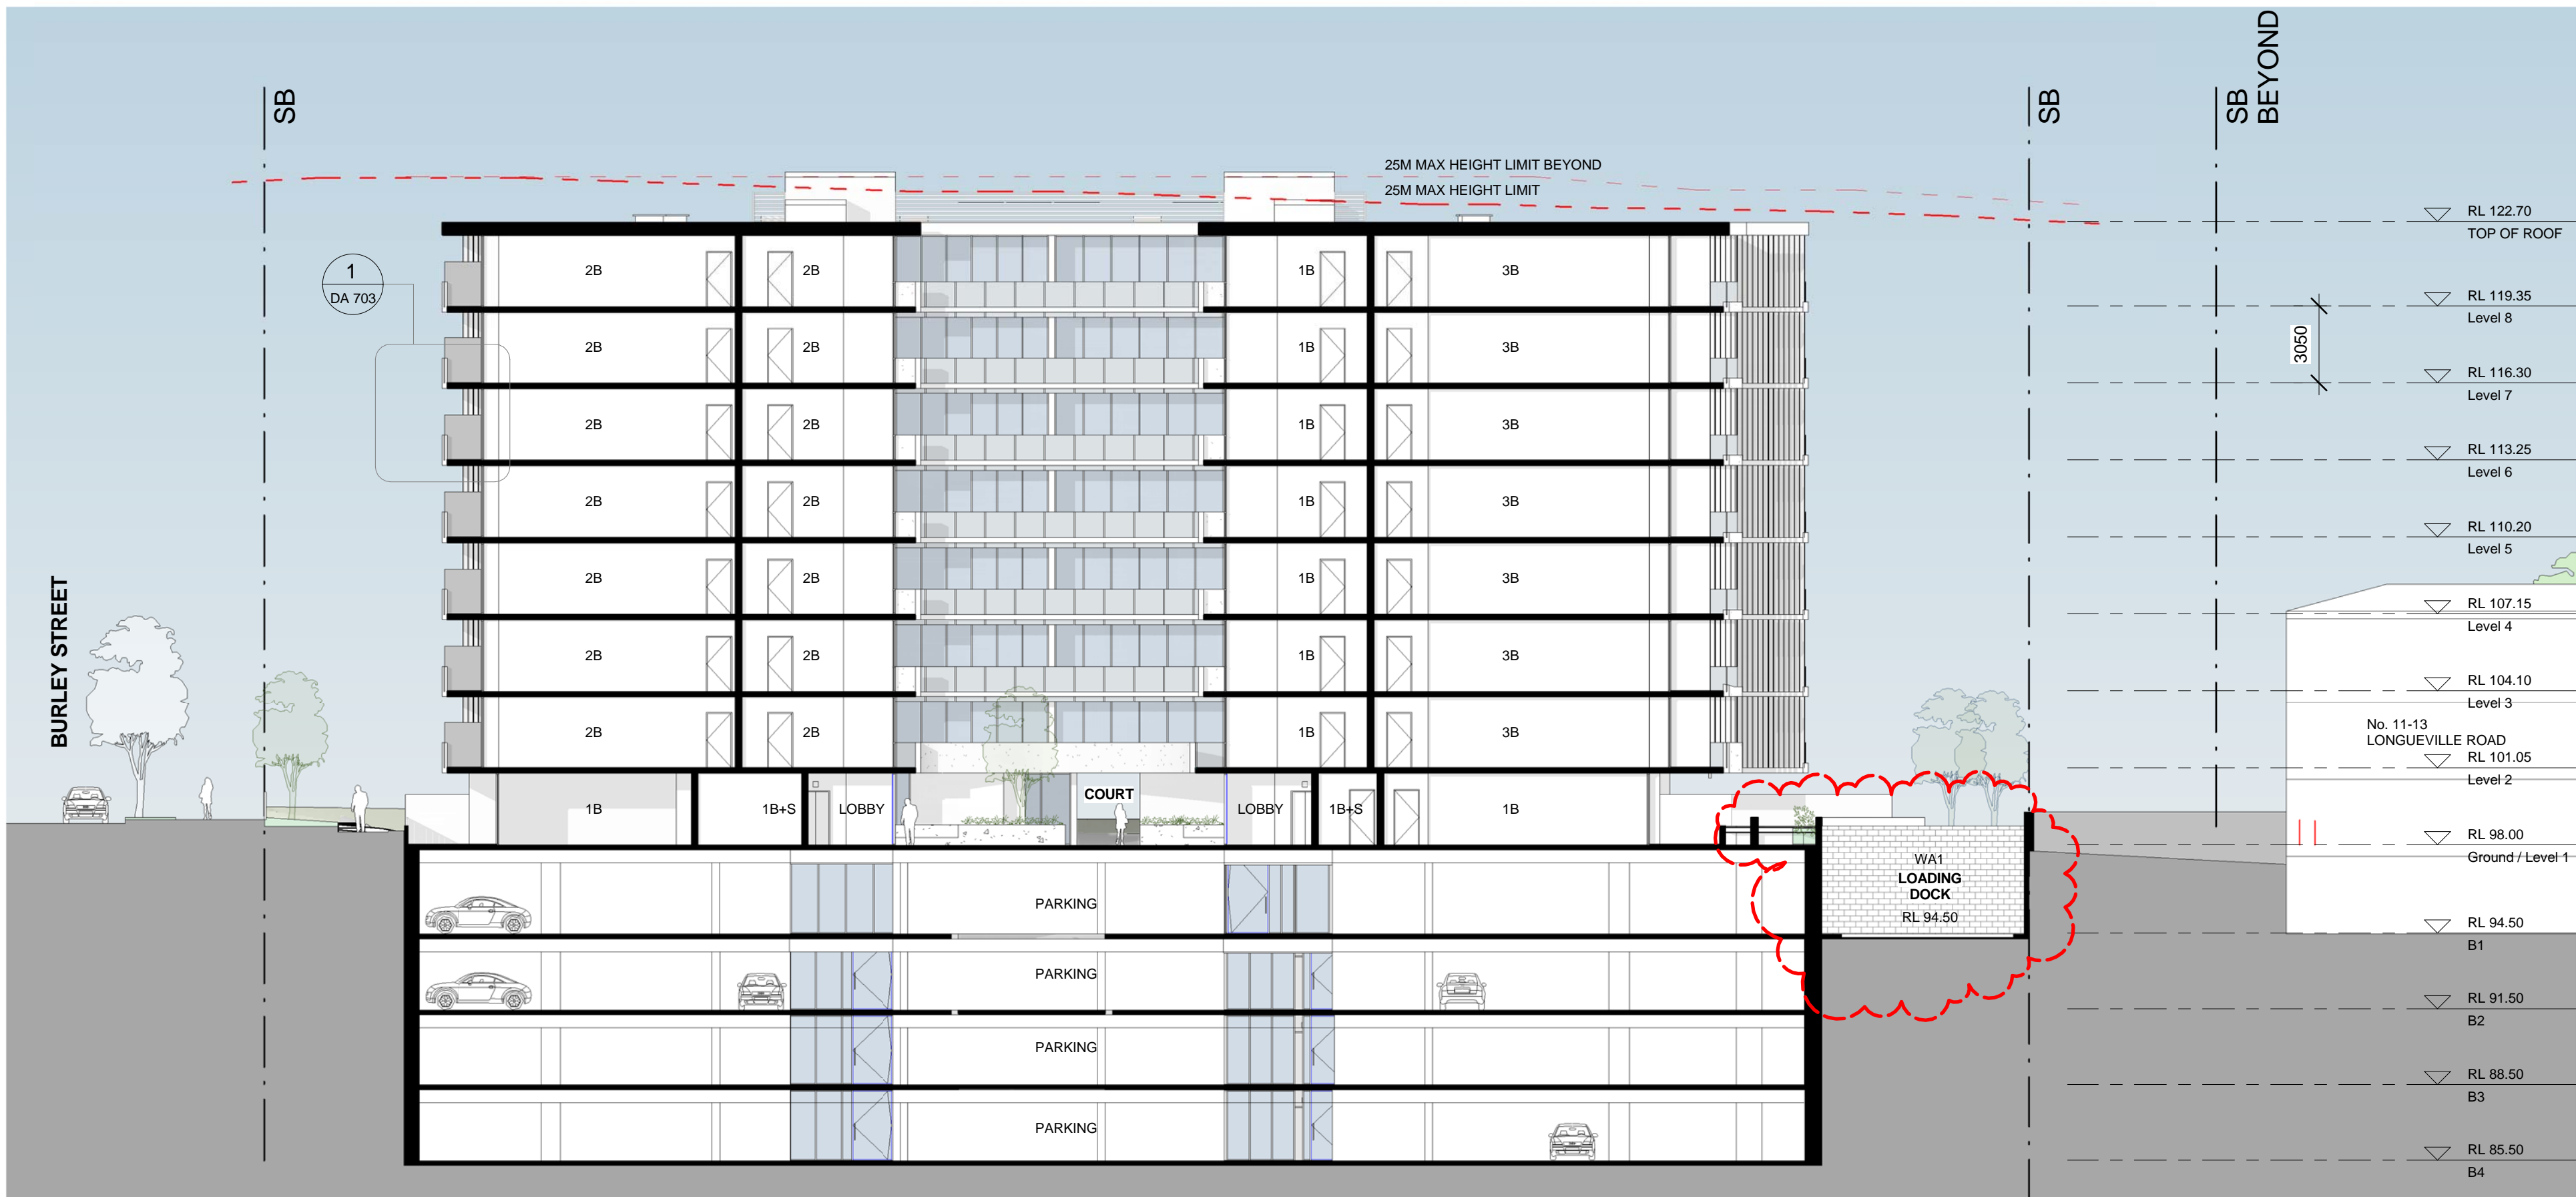 SB
SB
SB
BEYOND
25M MAX HEIGHT LIMIT BEYOND
25M MAX HEIGHT LIMIT
RL 122.70
TOP OF ROOF
1
DA 703
2B 2B 1B 3B
RL 119.35
Level 8
3050
2B 2B 1B 3B
RL 116.30
Level 7
2B 2B 1B 3B
RL 113.25
Level 6
2B 2B 1B 3B
RL 110.20
Level 5
2B 2B 1B 3B
RL 107.15
Level 4
BURLEY STREET
2B 2B 1B 3B
RL 104.10
Level 3
2B 2B 1B 3B
No. 11-13
LONGUEVILLE ROAD
RL 101.05
Level 2
COURT
1B 1B+S LOBBY LOBBY 1B+S 1B
RL 98.00
Ground / Level 1
WA1
LOADING
DOCK
RL 94.50
PARKING
RL 94.50
B1
PARKING
RL 91.50
B2
PARKING
RL 88.50
B3
PARKING
RL 85.50
B4